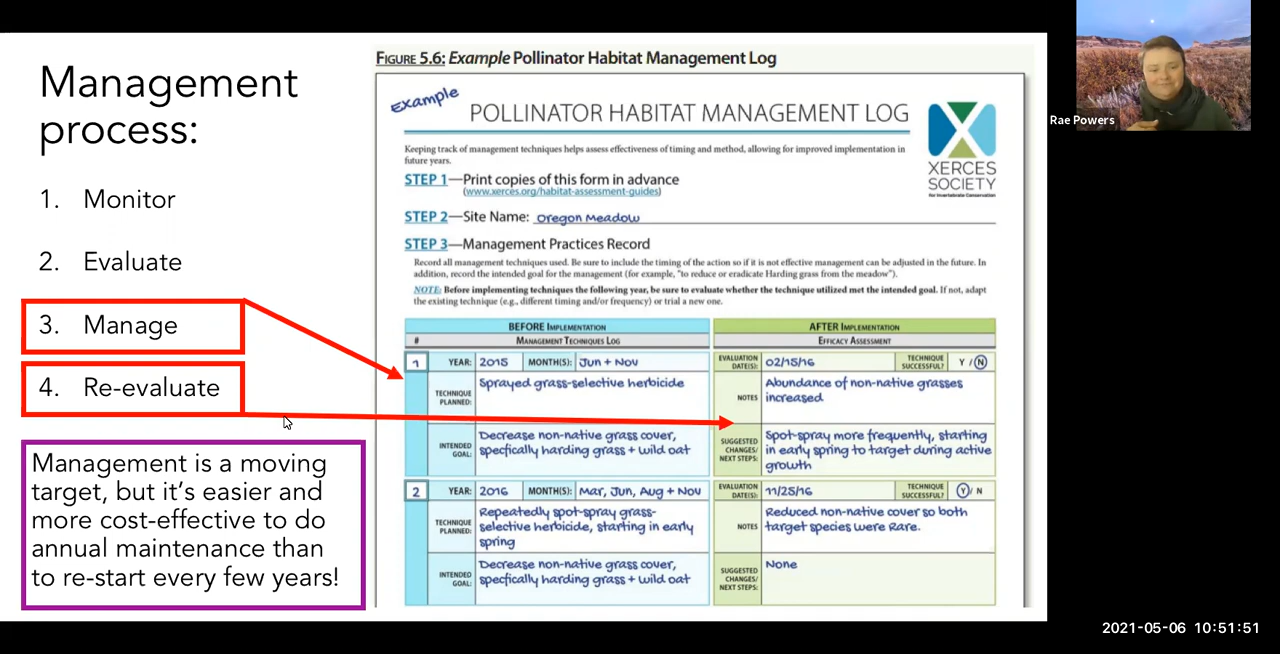 Management
process:
1. Monitor
2. Evaluate
3. Manage
4. Re-evaluate
Management is a moving
target, but it’s easier and
more cost-effective to do
annual maintenance than
to re-start every few years!
FIGURE 5.6: Example Pollinator Habitat Management Log
Example
POLLINATOR HABITAT MANAGEMENT LOG
XERCES
SOCIETY
for Invertebrate Conservation
Keeping track of management techniques helps assess effectiveness of timing and method, allowing for improved implementation in
future years.
STEP 1—Print copies of this form in advance
(www.xerces.org/habitat-assessment-guides)
STEP 2—Site Name: Oregon Meadow
STEP 3—Management Practices Record
Record all management techniques used. Be sure to include the timing of the action so if it is not effective management can be adjusted in the future. In
addition, record the intended goal for the management (for example, “to reduce or eradicate Harding grass from the meadow”).
NOTE: Before implementing techniques the following year, be sure to evaluate whether the technique utilized met the intended goal. If not, adapt
the existing technique (e.g., different timing and/or frequency) or trial a new one.
BEFORE IMPLEMENTATION
# MANAGEMENT TECHNIQUES LOG
1 YEAR: 2015 MONTH(S): Jun + Nov
TECHNIQUE
PLANNED:
Sprayed grass-selective herbicide
INTENDED
GOAL:
Decrease non-native grass cover,
specfically harding grass + wild oat
AFTER IMPLEMENTATION
EFFICACY ASSESSMENT
EVALUATION
DATE(S):
02/15/16
TECHNIQUE
SUCCESSFUL?
Y / N
NOTES
Abundance of non-native grasses
increased
SUGGESTED
CHANGES/
NEXT STEPS:
Spot-spray more frequently, starting
in early spring to target during active
growth
2 YEAR: 2016 MONTH(S): Mar, Jun, Aug + Nov
TECHNIQUE
PLANNED:
Repeatedly spot-spray grass-
selective herbicide, starting in early
spring
INTENDED
GOAL:
Decrease non-native grass cover,
specfically harding grass + wild oat
EVALUATION
DATE(S):
11/25/16
TECHNIQUE
SUCCESSFUL?
Y / N
NOTES
Reduced non-native cover so both
target species were rare.
SUGGESTED
CHANGES/
NEXT STEPS:
None
Rae Powers
2021-05-06 10:51:51